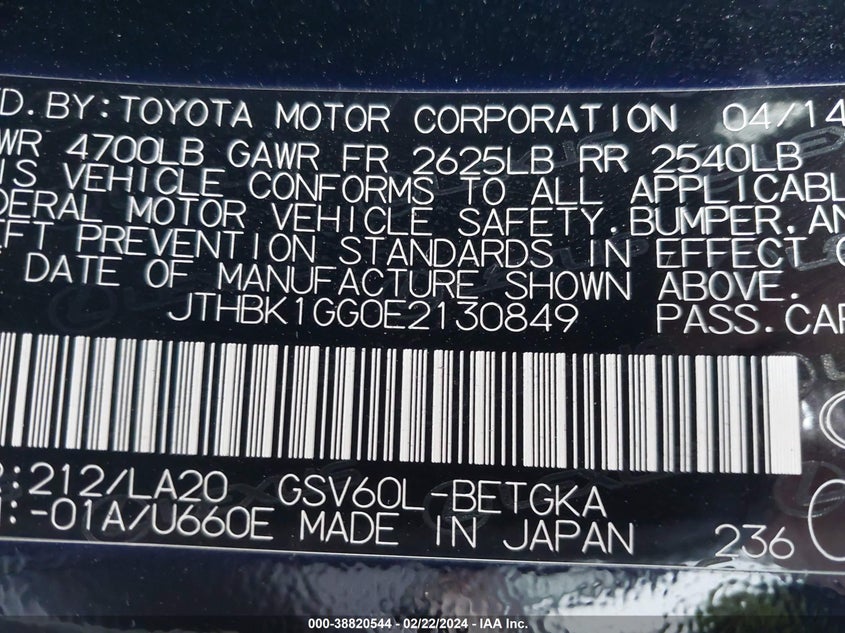 D. BY: TOYOTA MOTOR CORPORATION 04/14
WR 4700LB GAWR FR 2625LB RR 2540LB
IS VEHICLE CONFORMS TO ALL APPLICABL
DERAL MOTOR VEHICLE SAFETY, BUMPER, AN
EFT PREVENTION STANDARDS IN EFFECT O
DATE OF MANUFACTURE SHOWN ABOVE.
JTHBK1GG0E2130849 PASS. CAR
R:212/LA20 GSV60L-BETGKA
:-01A/U660E MADE IN JAPAN 236
000-38820544 - 02/22/2024 - IAA Inc.